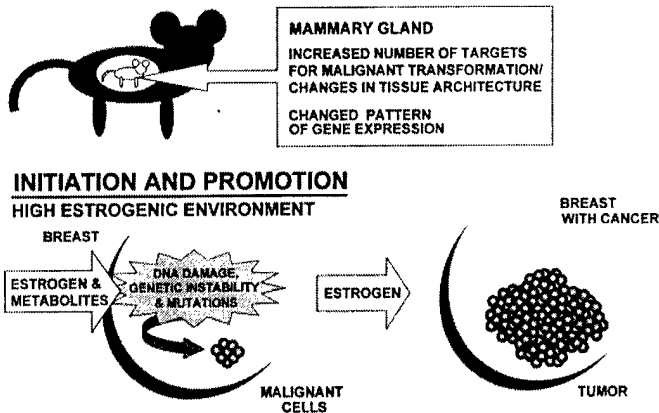 MAMMARY GLAND
INCREASED NUMBER OF TARGETS
FOR MALIGNANT TRANSFORMATION/
CHANGES IN TISSUE ARCHITECTURE
CHANGED PATTERN
OF GENE EXPRESSION
INITIATION AND PROMOTION
HIGH ESTROGENIC ENVIRONMENT
BREAST
ESTROGEN &
METABOLITES
DNA DAMAGE,
GENETIC INSTABILITY
& MUTATIONS
MALIGNANT
CELLS
ESTROGEN
BREAST
WITH CANCER
TUMOR